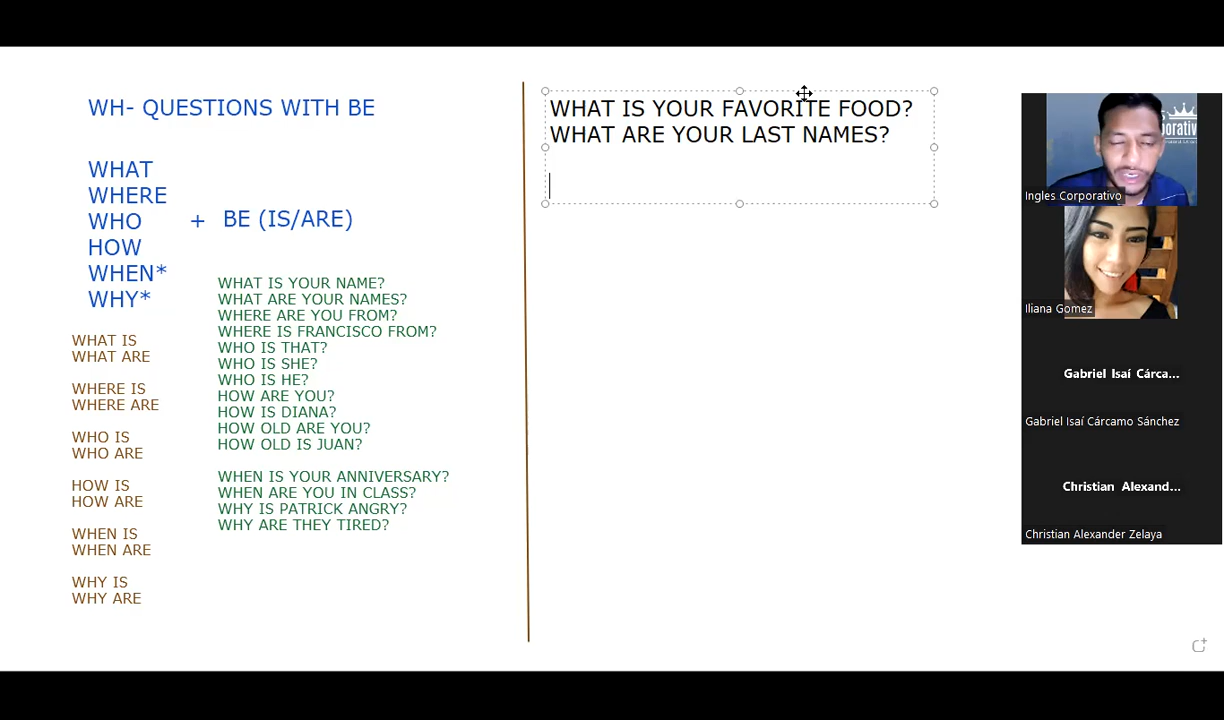 WH- QUESTIONS WITH BE
WHAT
WHERE
WHO
HOW
WHEN*
WHY*
+ BE (IS/ARE)
WHAT IS
WHAT ARE
WHERE IS
WHERE ARE
WHO IS
WHO ARE
HOW IS
HOW ARE
WHEN IS
WHEN ARE
WHY IS
WHY ARE
WHAT IS YOUR NAME?
WHAT ARE YOUR NAMES?
WHERE ARE YOU FROM?
WHERE IS FRANCISCO FROM?
WHO IS THAT?
WHO IS SHE?
WHO IS HE?
HOW ARE YOU?
HOW IS DIANA?
HOW OLD ARE YOU?
HOW OLD IS JUAN?
WHEN IS YOUR ANNIVERSARY?
WHEN ARE YOU IN CLASS?
WHY IS PATRICK ANGRY?
WHY ARE THEY TIRED?
WHAT IS YOUR FAVORITE FOOD?
WHAT ARE YOUR LAST NAMES?
Ingles Corporativo
Iliana Gomez
Gabriel Isaí Cárca...
Gabriel Isaí Cárcamo Sánchez
Christian Alexand...
Christian Alexander Zelaya